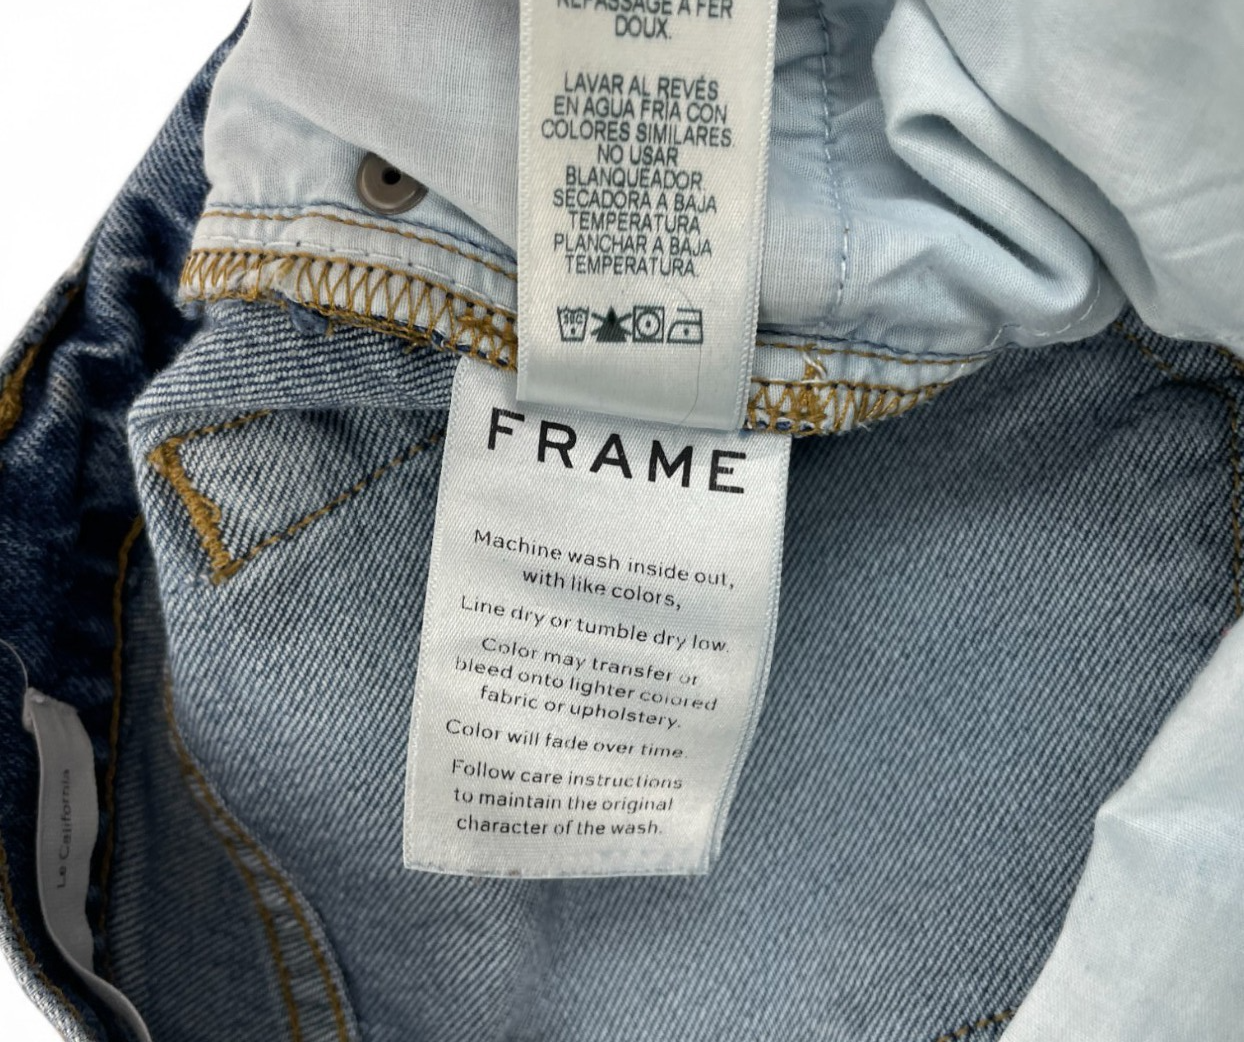 REPASSAGE À FER
DOUX.
LAVAR AL REVÉS
EN AGUA FRÍA CON
COLORES SIMILARES.
NO USAR
BLANQUEADOR.
SECADORA A BAJA
TEMPERATURA
PLANCHAR A BAJA
TEMPERATURA.
FRAME
Machine wash inside out,
with like colors,
Line dry or tumble dry low.
Color may transfer or
bleed onto lighter colored
fabric or upholstery.
Color will fade over time.
Follow care instructions
to maintain the original
character of the wash.
Le California